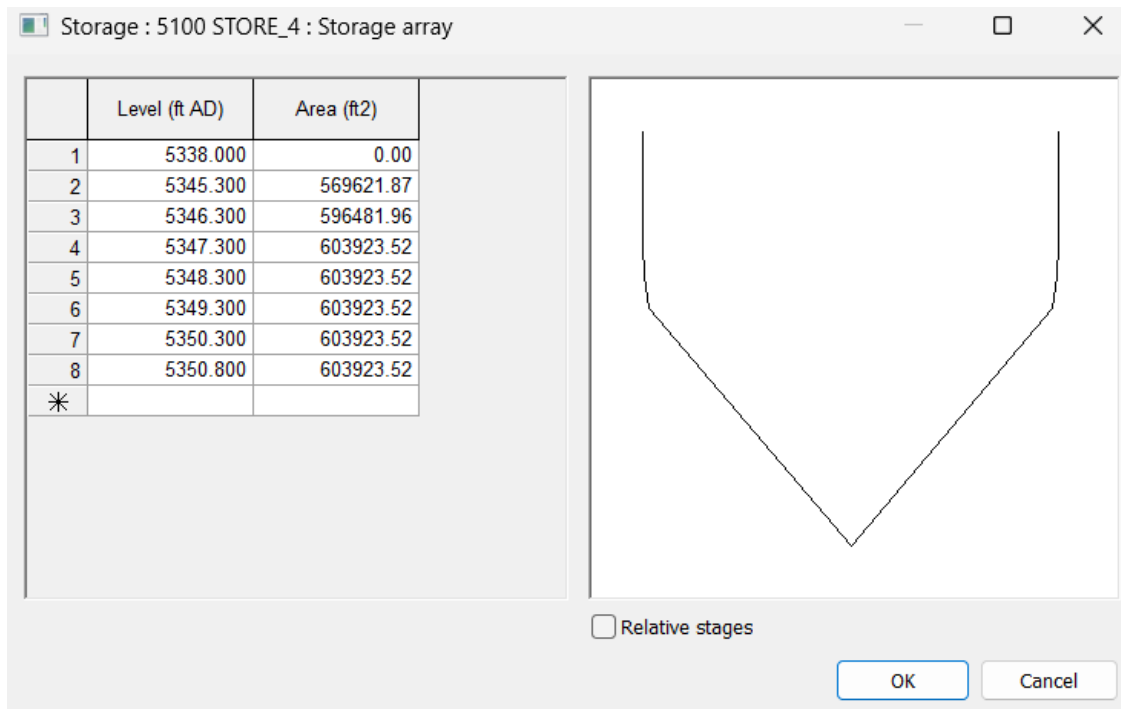 Storage : 5100 STORE_4 : Storage array
Level (ft AD) Area (ft2)
1 5338.000 0.00
2 5345.300 569621.87
3 5346.300 596481.96
4 5347.300 603923.52
5 5348.300 603923.52
6 5349.300 603923.52
7 5350.300 603923.52
8 5350.800 603923.52
Relative stages
OK Cancel